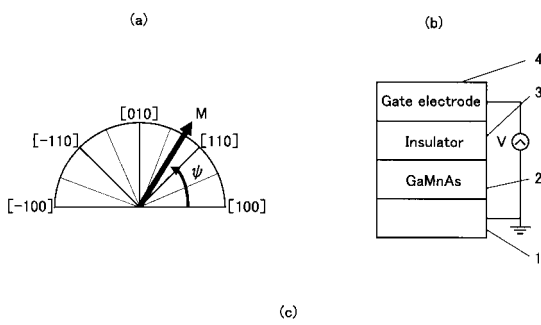 (a)
[010]
M
[-110]
[110]
ψ
[-100]
[100]
(b)
4
Gate electrode
3
Insulator
V
GaMnAs
2
1
(c)